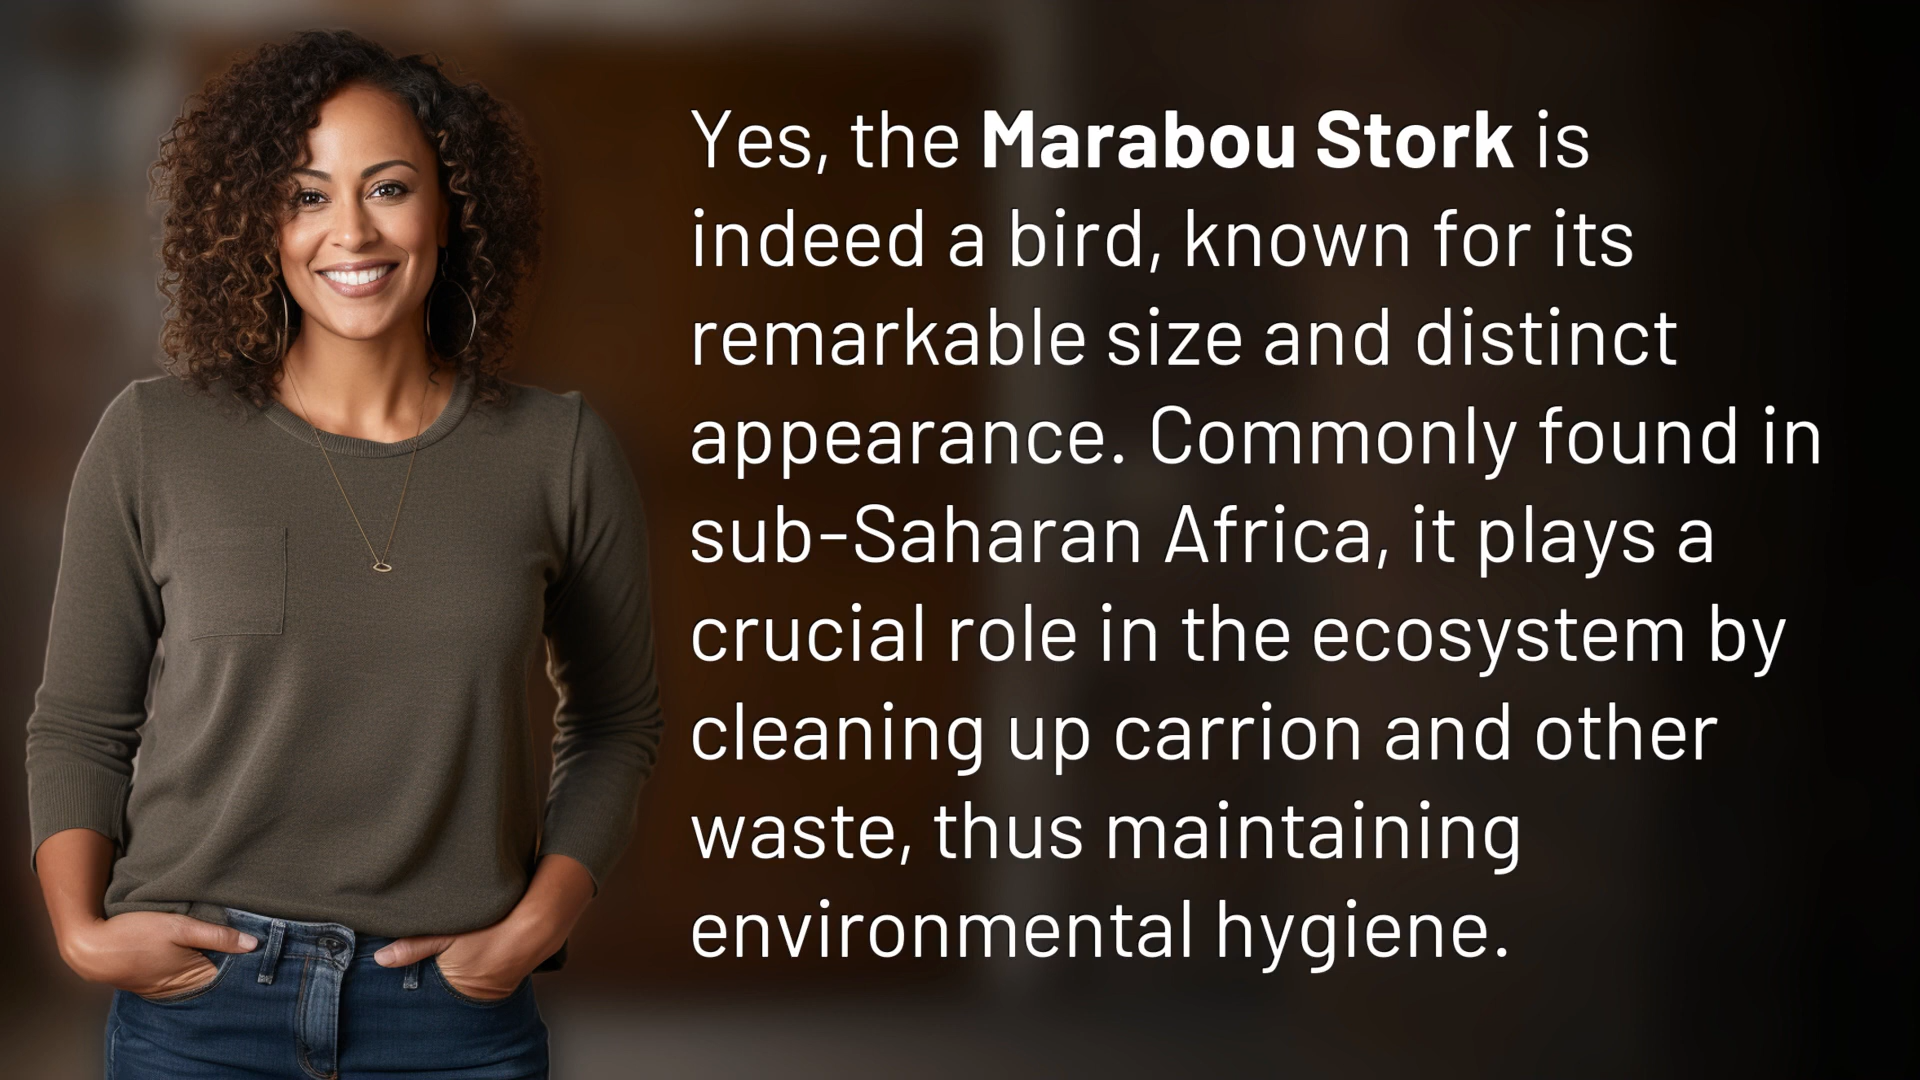 Yes, the Marabou Stork is
indeed a bird, known for its
remarkable size and distinct
appearance. Commonly found in
sub-Saharan Africa, it plays a
crucial role in the ecosystem by
cleaning up carrion and other
waste, thus maintaining
environmental hygiene.